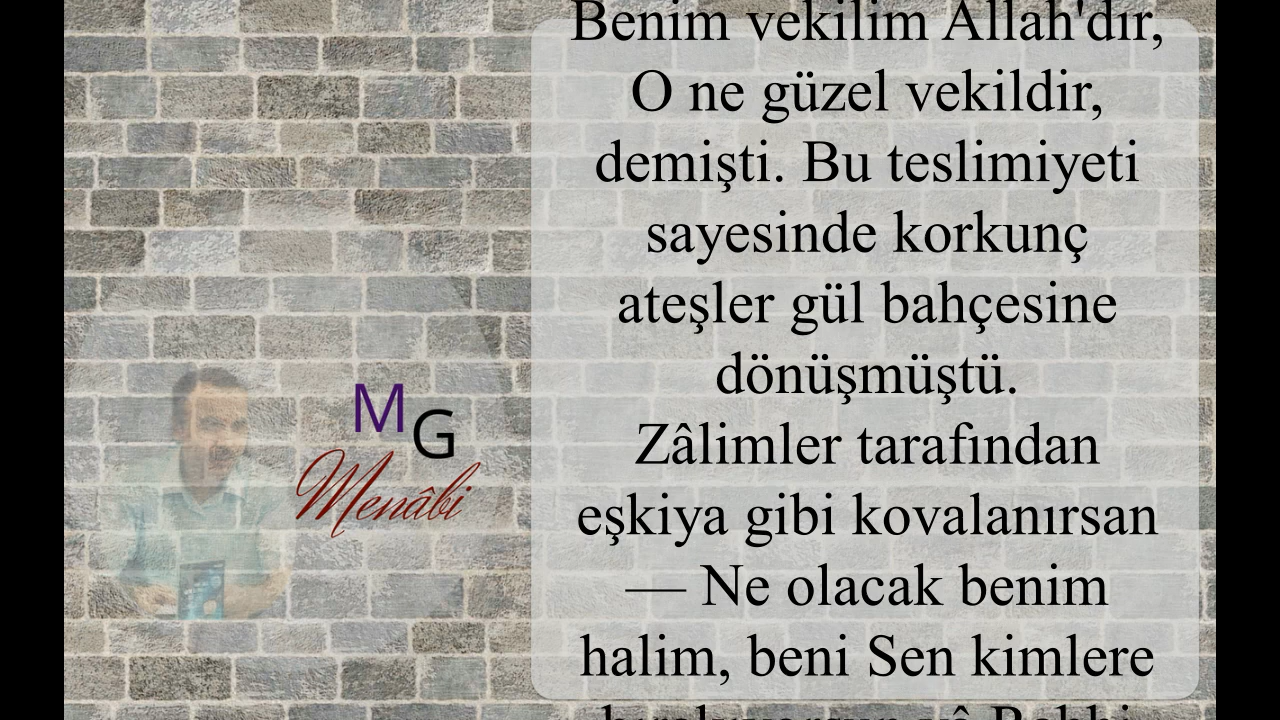 M
G
Menâbi
Benim vekilim Allah'dır,
O ne güzel vekildir,
demişti. Bu teslimiyeti
sayesinde korkunç
ateşler gül bahçesine
dönüşmüştü.
Zâlimler tarafından
eşkiya gibi kovalanırsan
— Ne olacak benim
halim, beni Sen kimlere